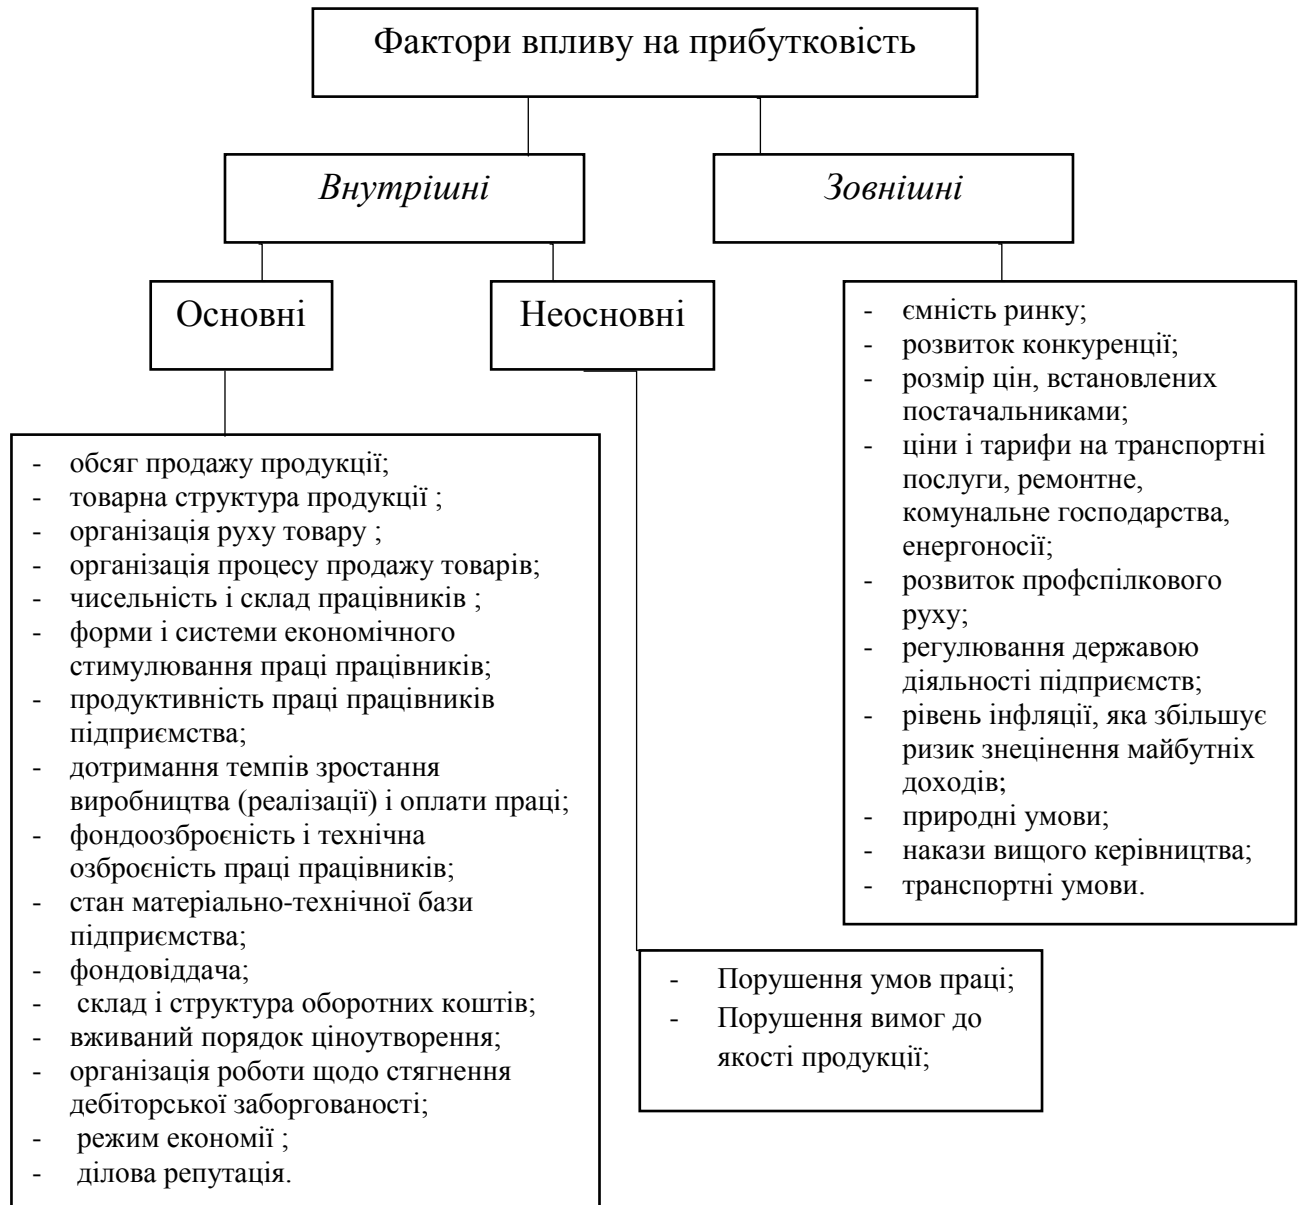 Фактори впливу на прибутковість
Внутрішні
Зовнішні
Основні
Неосновні
- обсяг продажу продукції;
- товарна структура продукції ;
- організація руху товару ;
- організація процесу продажу товарів;
- чисельність і склад працівників ;
- форми і системи економічного
стимулювання праці працівників;
- продуктивність праці працівників
підприємства;
- дотримання темпів зростання
виробництва (реалізації) і оплати праці;
- фондоозброєність і технічна
озброєність праці працівників;
- стан матеріально-технічної бази
підприємства;
- фондовіддача;
- склад і структура оборотних коштів;
- вживаний порядок ціноутворення;
- організація роботи щодо стягнення
дебіторської заборгованості;
- режим економії ;
- ділова репутація.
- Порушення умов праці;
- Порушення вимог до
якості продукції;
- ємність ринку;
- розвиток конкуренції;
- розмір цін, встановлених
постачальниками;
- ціни і тарифи на транспортні
послуги, ремонтне,
комунальне господарства,
енергоносії;
- розвиток профспілкового
руху;
- регулювання державою
діяльності підприємств;
- рівень інфляції, яка збільшує
ризик знецінення майбутніх
доходів;
- природні умови;
- накази вищого керівництва;
- транспортні умови.